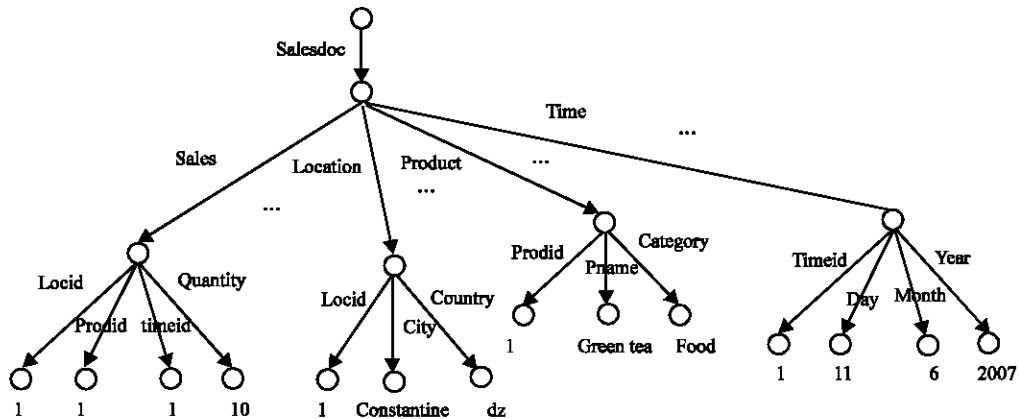 Salesdoc
Time
...
Sales
Location
Product
...
...
...
Prodid
Pname
Category
Timeid
Day
Month
Year
Locid
Prodid
timeid
Quantity
Locid
City
Country
1
Green tea
Food
1
11
6
2007
1
1
1
10
1
Constantine
dz